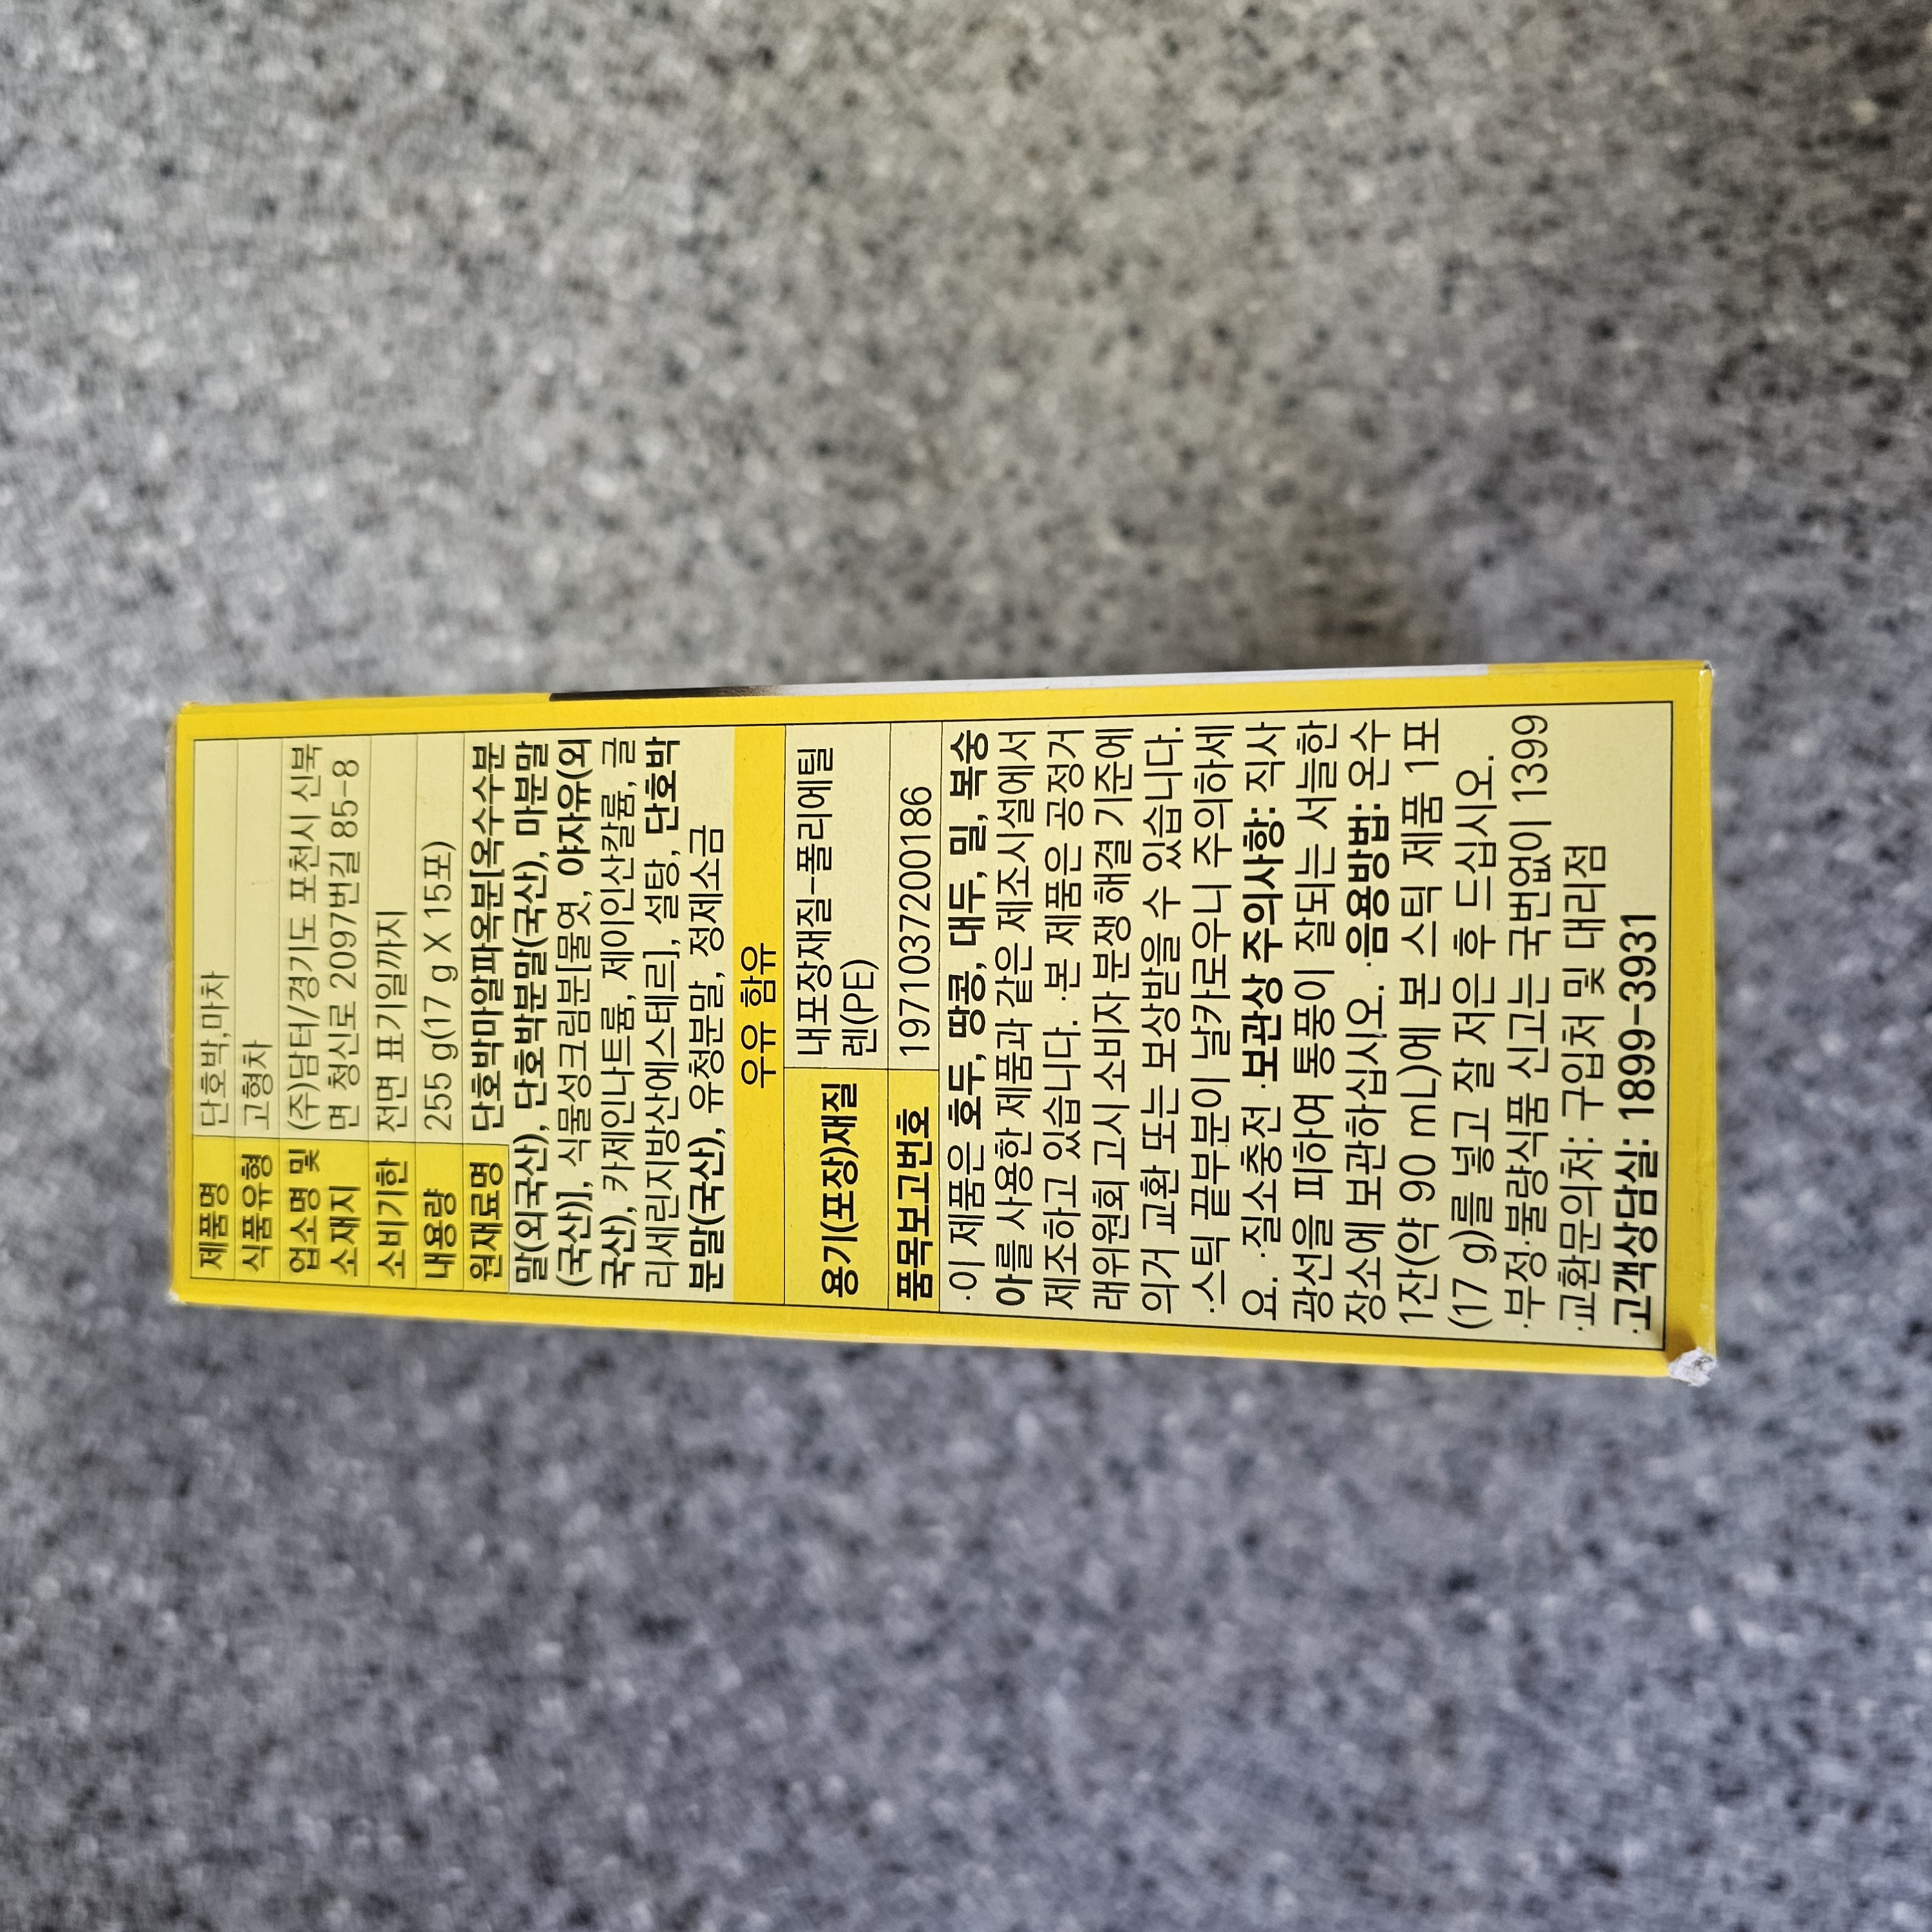 제품명 단호박,마차
식품유형 고형차
업소명 및 (주)담터/경기도 포천시 신북
소재지 면 청신로 2097번길 85-8
소비기한 전면 표기일까지
내용량 255 g(17 g X 15포)
원재료명 단호박마알파옥분[옥수수분
말(외국산), 단호박분말(국산), 마분말
(국산)], 식물성크림분[물엿, 야자유(외
국산), 카제인나트륨, 제이인산칼륨, 글
리세린지방산에스테르], 설탕, 단호박
분말(국산), 유청분말, 정제소금
우유 함유
용기(포장)재질 내포장재질-폴리에틸
렌(PE)
품목보고번호 1971037200186
·이 제품은 호두, 땅콩, 대두, 밀, 복숭
아를 사용한 제품과 같은 제조시설에서
제조하고 있습니다. ·본 제품은 공정거
래위원회 고시 소비자 분쟁 해결 기준에
의거 교환 또는 보상받을 수 있습니다.
·스틱 끝부분이 날카로우니 주의하세
요. ·질소충전 ·보관상 주의사항: 직사
광선을 피하여 통풍이 잘되는 서늘한
장소에 보관하십시오. ·음용방법: 온수
1잔(약 90 mL)에 본 스틱 제품 1포
(17 g)를 넣고 잘 저은 후 드십시오.
·부정·불량식품 신고는 국번없이 1399
·교환문의처: 구입처 및 대리점
·고객상담실: 1899-3931